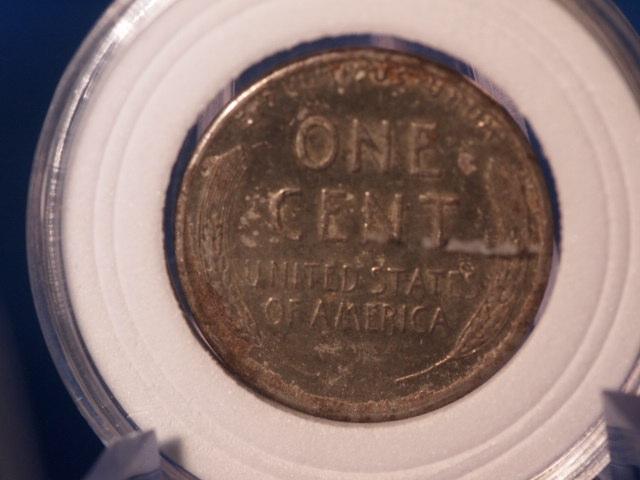 ONE
CENT
UNITED STATES
OF AMERICA